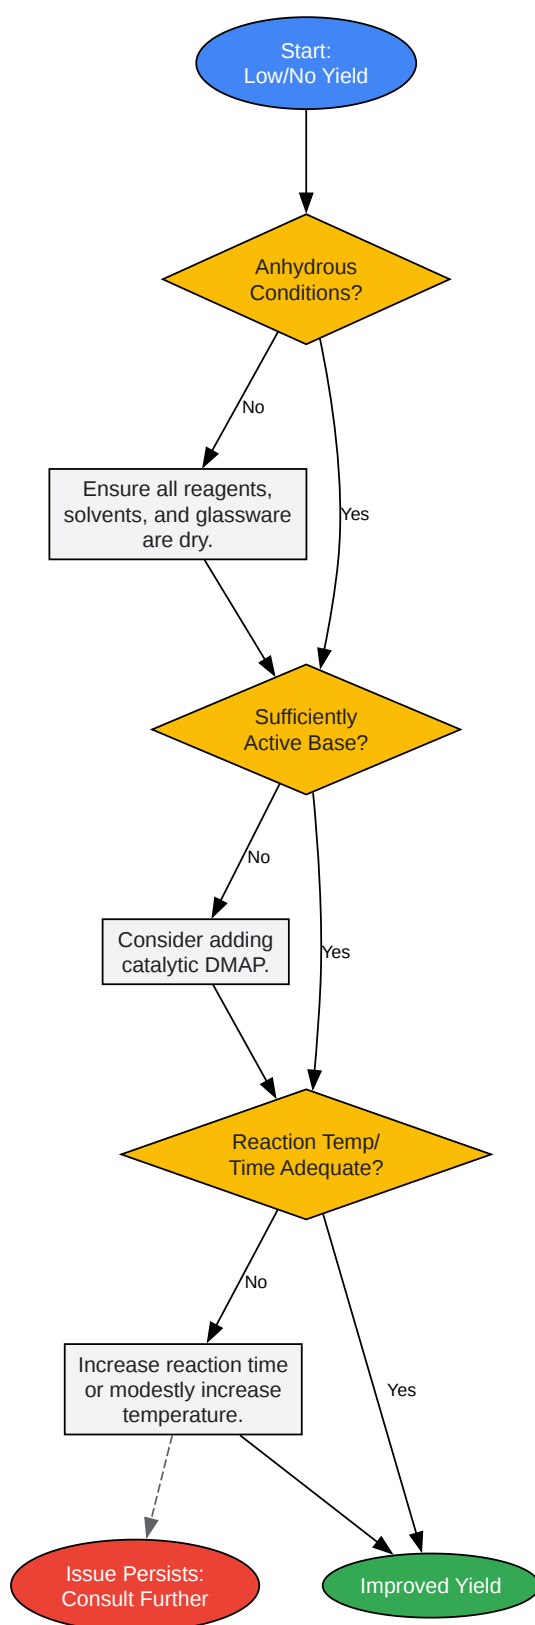 Start:
Low/No Yield
Anhydrous
Conditions?
No
Ensure all reagents,
solvents, and glassware
are dry.
Yes
Sufficiently
Active Base?
No
Consider adding
catalytic DMAP.
Yes
Reaction Temp/
Time Adequate?
No
Increase reaction time
or modestly increase
temperature.
Yes
Issue Persists:
Consult Further
Improved Yield